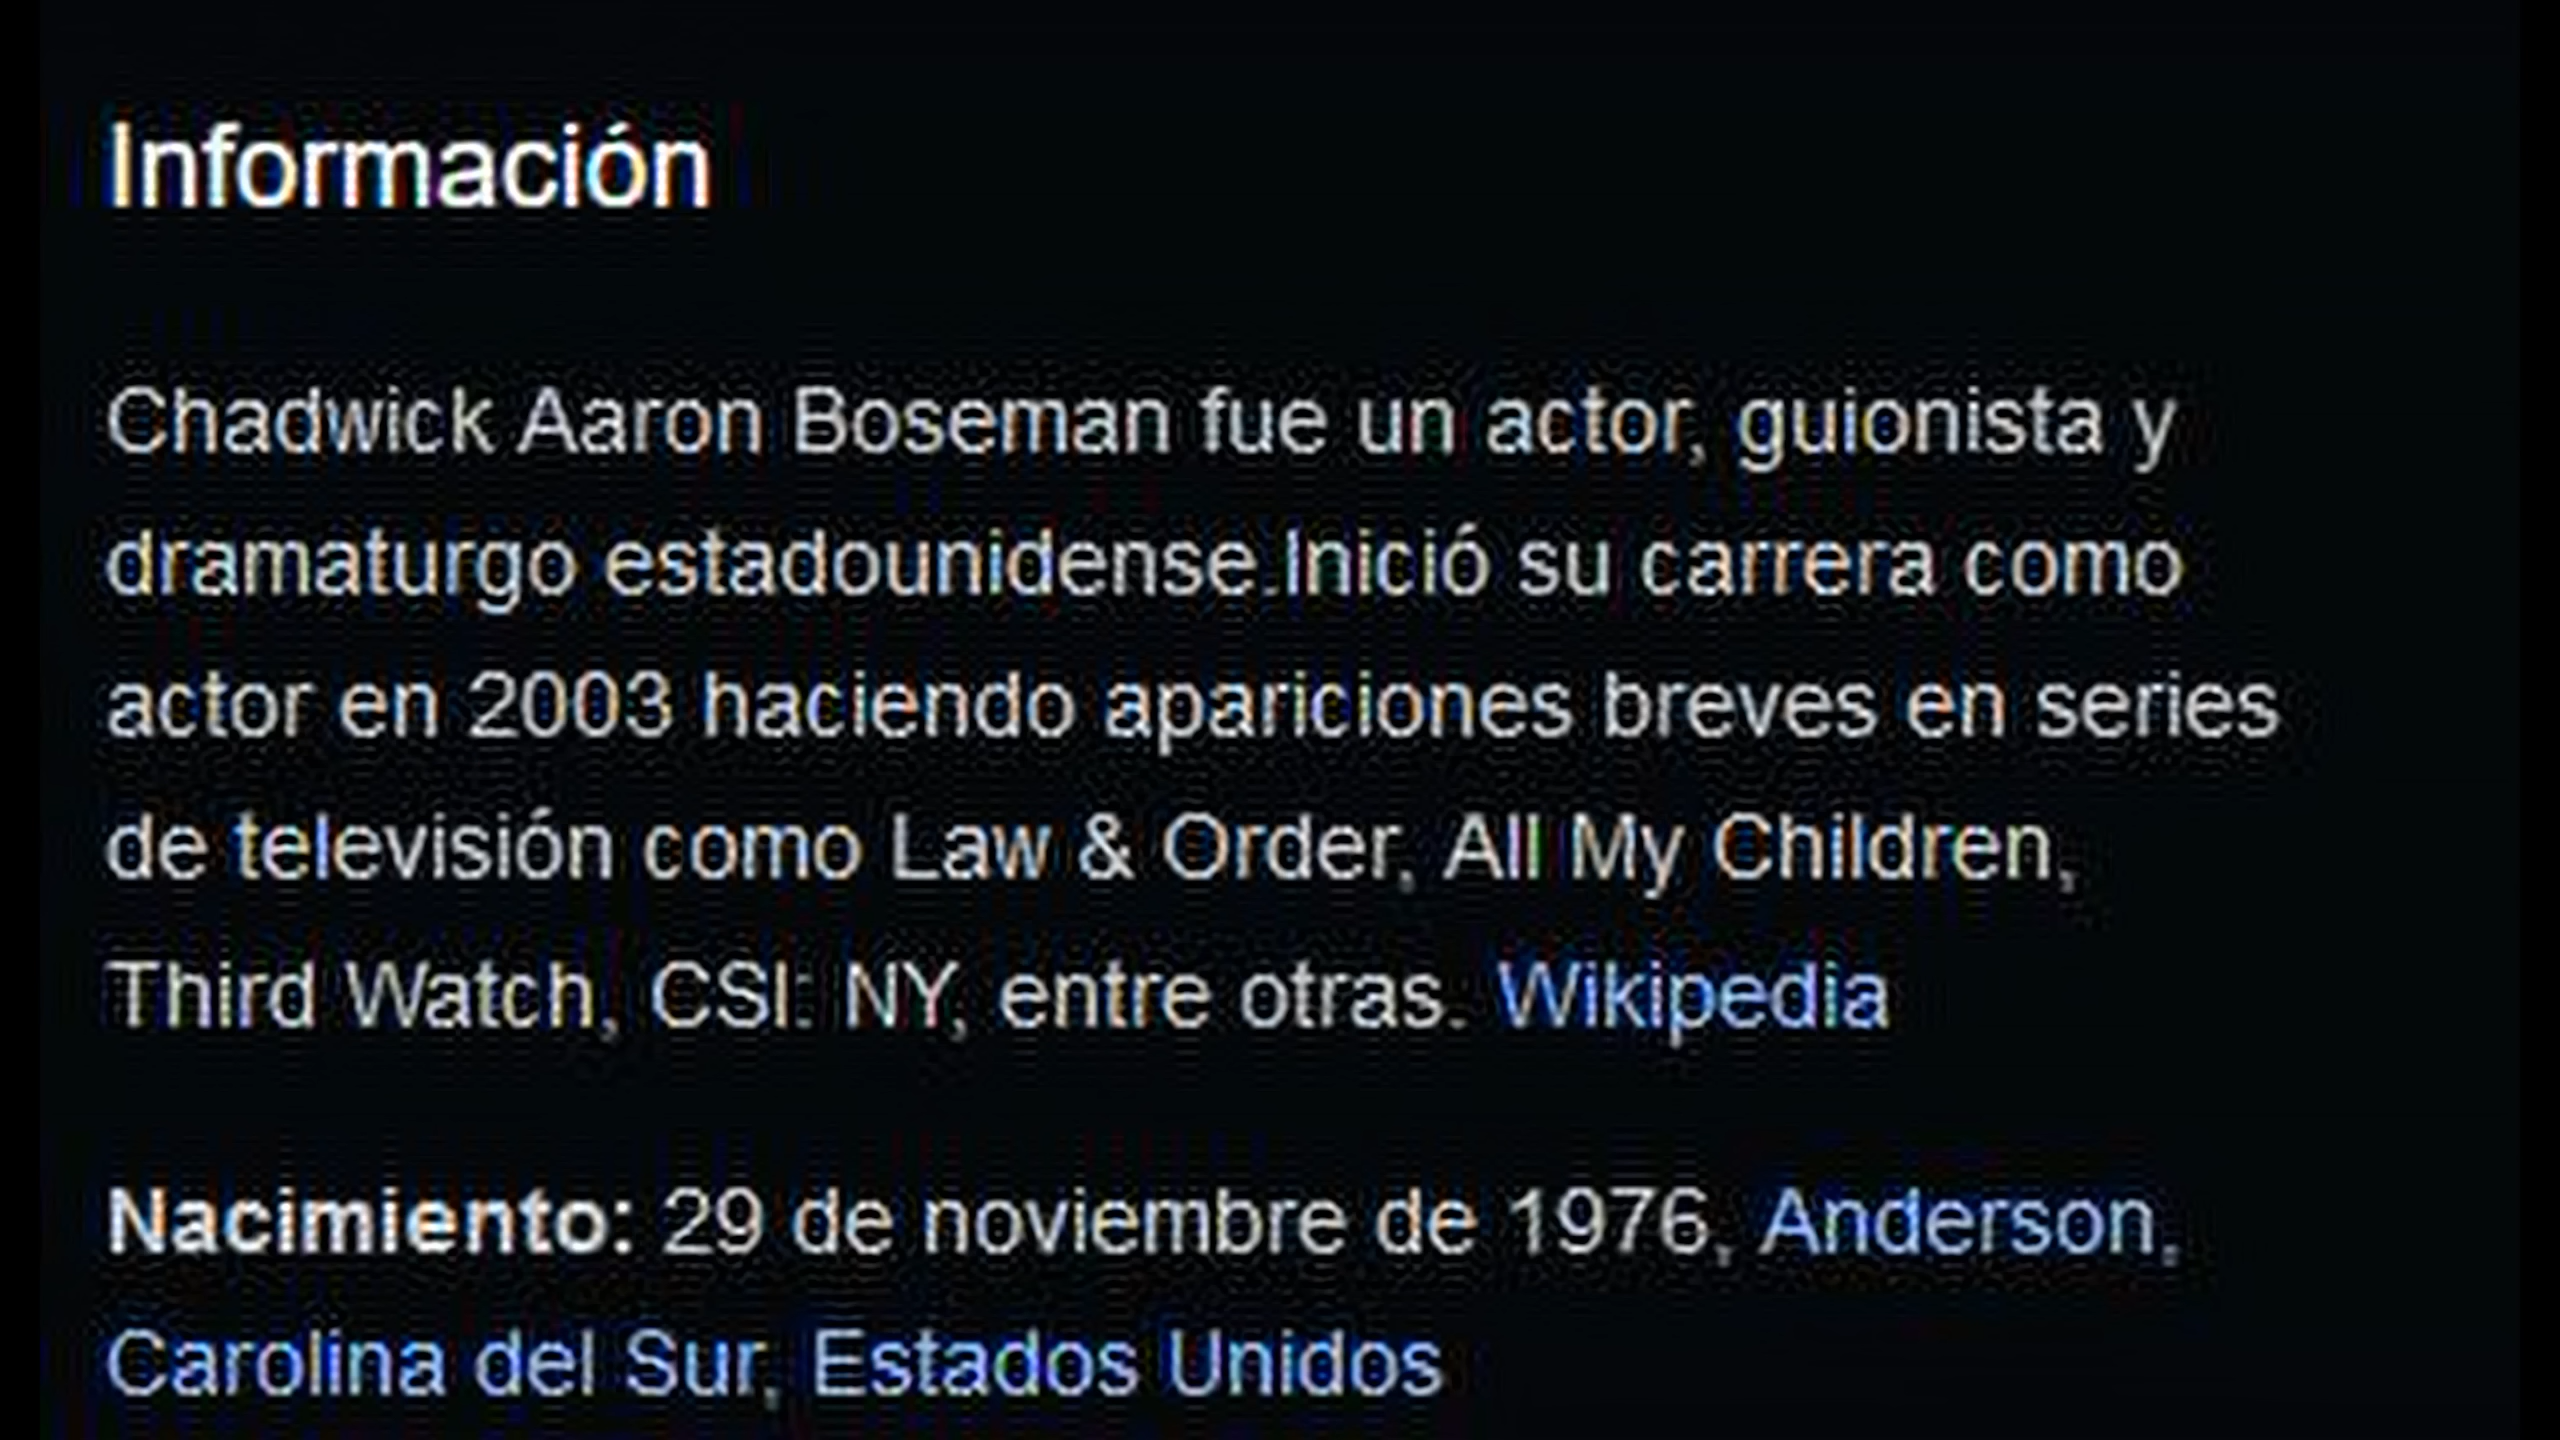 Información
Chadwick Aaron Boseman fue un actor, guionista y
dramaturgo estadounidense.Inició su carrera como
actor en 2003 haciendo apariciones breves en series
de televisión como Law & Order, All My Children,
Third Watch, CSI: NY, entre otras. Wikipedia
Nacimiento: 29 de noviembre de 1976, Anderson,
Carolina del Sur, Estados Unidos